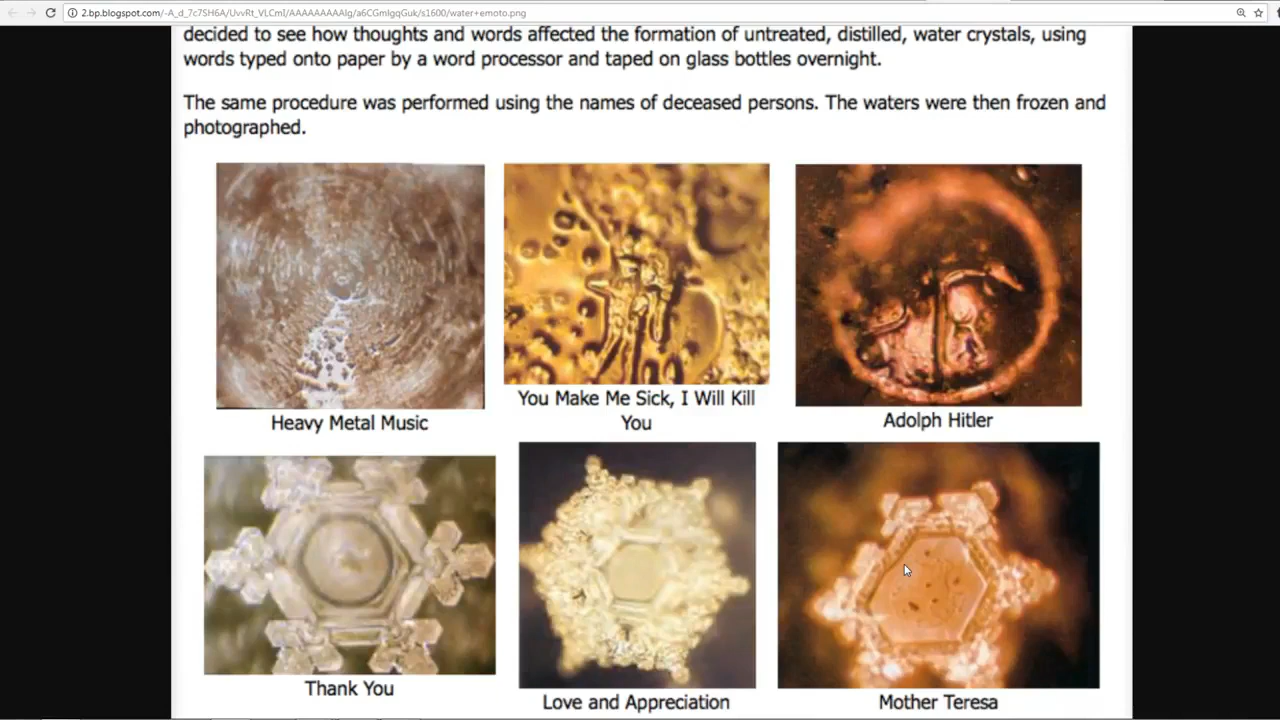 2.bp.blogspot.com/-A_d_7c7SH6A/UvvRt_VLCmI/AAAAAAAAAIg/a6CGmIgqGuk/s1600/water+emoto.png
decided to see how thoughts and words affected the formation of untreated, distilled, water crystals, using
words typed onto paper by a word processor and taped on glass bottles overnight.
The same procedure was performed using the names of deceased persons. The waters were then frozen and
photographed.
Heavy Metal Music
You Make Me Sick, I Will Kill
You
Adolph Hitler
Thank You
Love and Appreciation
Mother Teresa